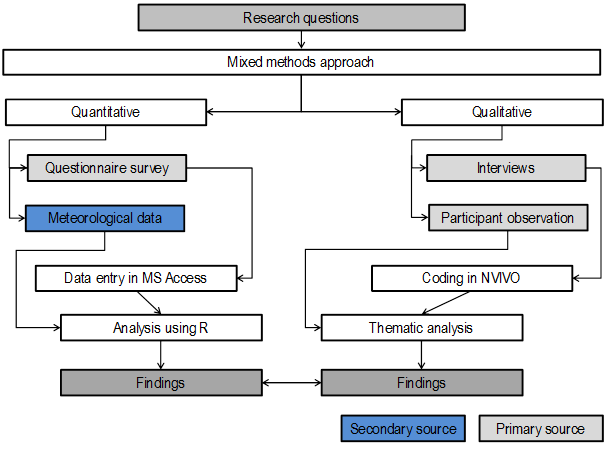 Research questions
Mixed methods approach
Quantitative
Qualitative
Questionnaire survey
Interviews
Meteorological data
Participant observation
Data entry in MS Access
Coding in NVIVO
Analysis using R
Thematic analysis
Findings
Findings
Secondary source
Primary source